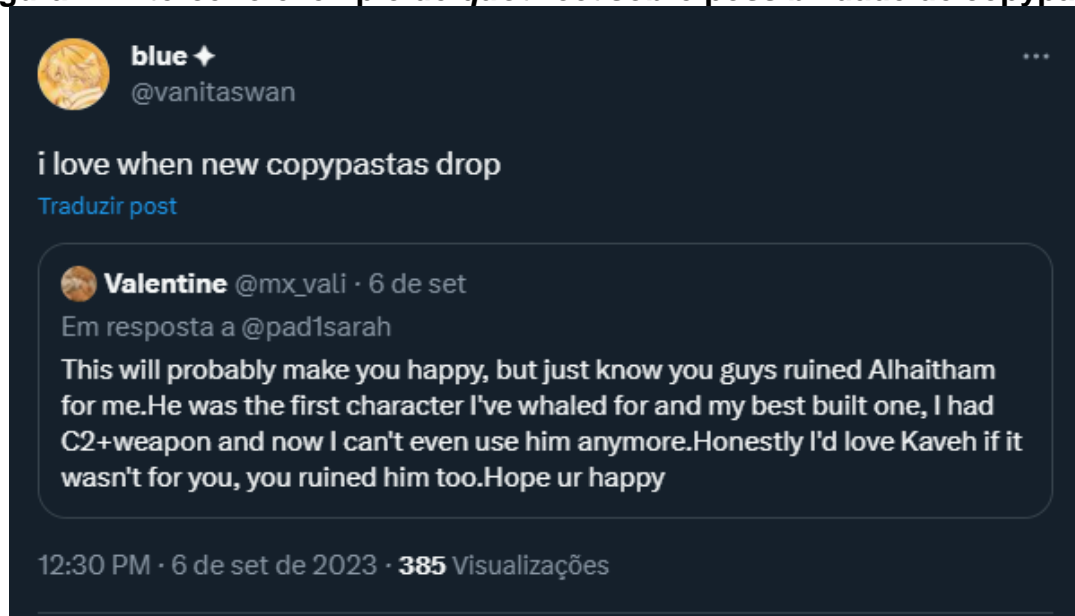 blue ✦
@vanitaswan
i love when new copypastas drop
Traduzir post
Valentine @mx_vali · 6 de set
Em resposta a @pad1sarah
This will probably make you happy, but just know you guys ruined Alhaitham
for me.He was the first character I've whaled for and my best built one, I had
C2+weapon and now I can't even use him anymore.Honestly I'd love Kaveh if it
wasn't for you, you ruined him too.Hope ur happy
12:30 PM · 6 de set de 2023 · 385 Visualizações